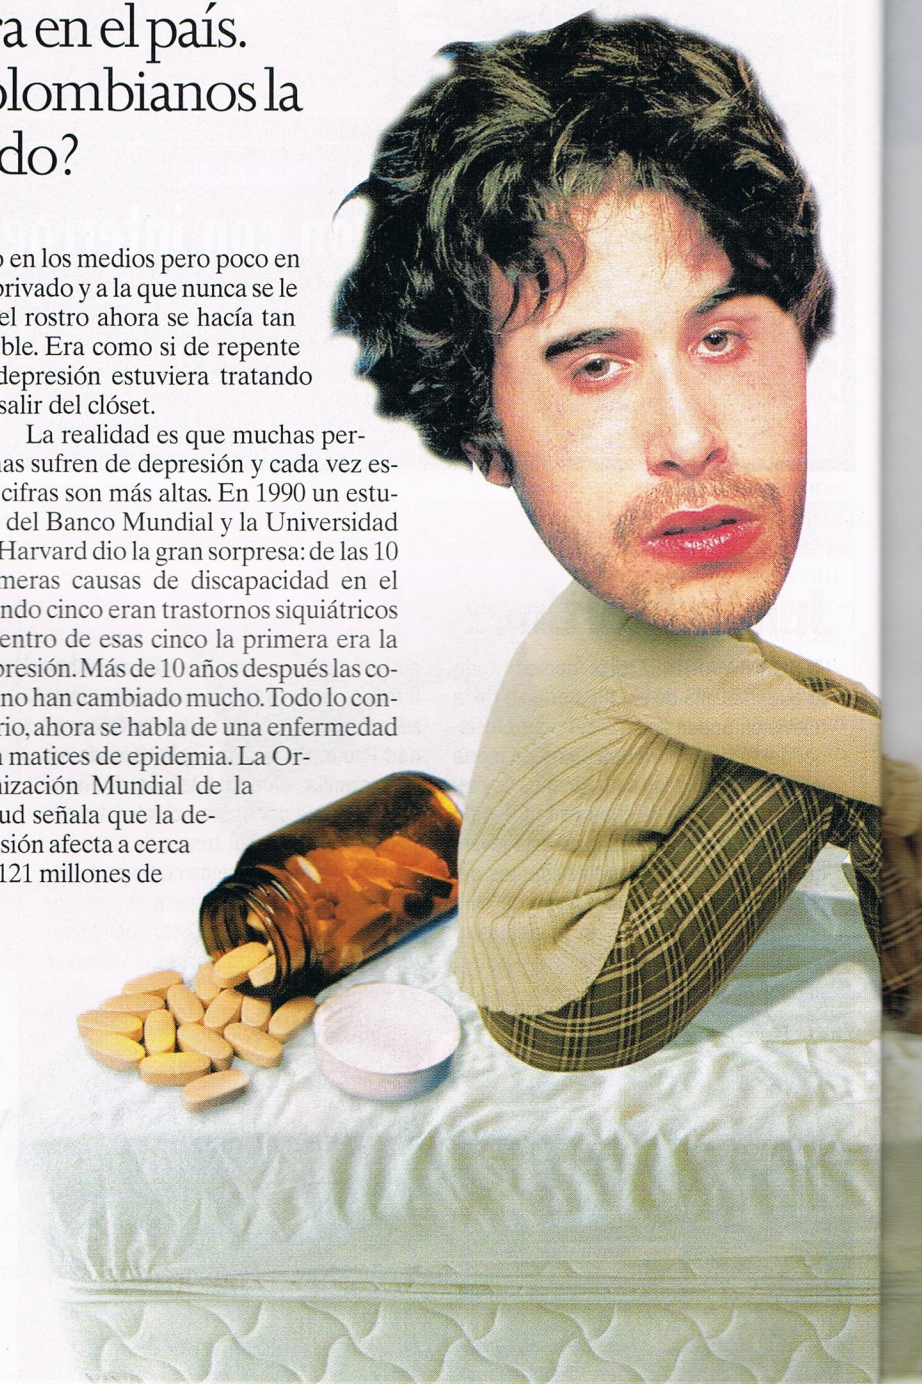 ra en el país.
olombianos la
do?
o en los medios pero poco en
privado y a la que nunca se le
el rostro ahora se hacía tan
ble. Era como si de repente
depresión estuviera tratando
salir del clóset.
La realidad es que muchas per-
nas sufren de depresión y cada vez es-
cifras son más altas. En 1990 un estu-
del Banco Mundial y la Universidad
Harvard dio la gran sorpresa: de las 10
meras causas de discapacidad en el
ndo cinco eran trastornos siquiátricos
entro de esas cinco la primera era la
presión. Más de 10 años después las co-
no han cambiado mucho. Todo lo con-
rio, ahora se habla de una enfermedad
n matices de epidemia. La Or-
nización Mundial de la
ud señala que la de-
sión afecta a cerca
121 millones de